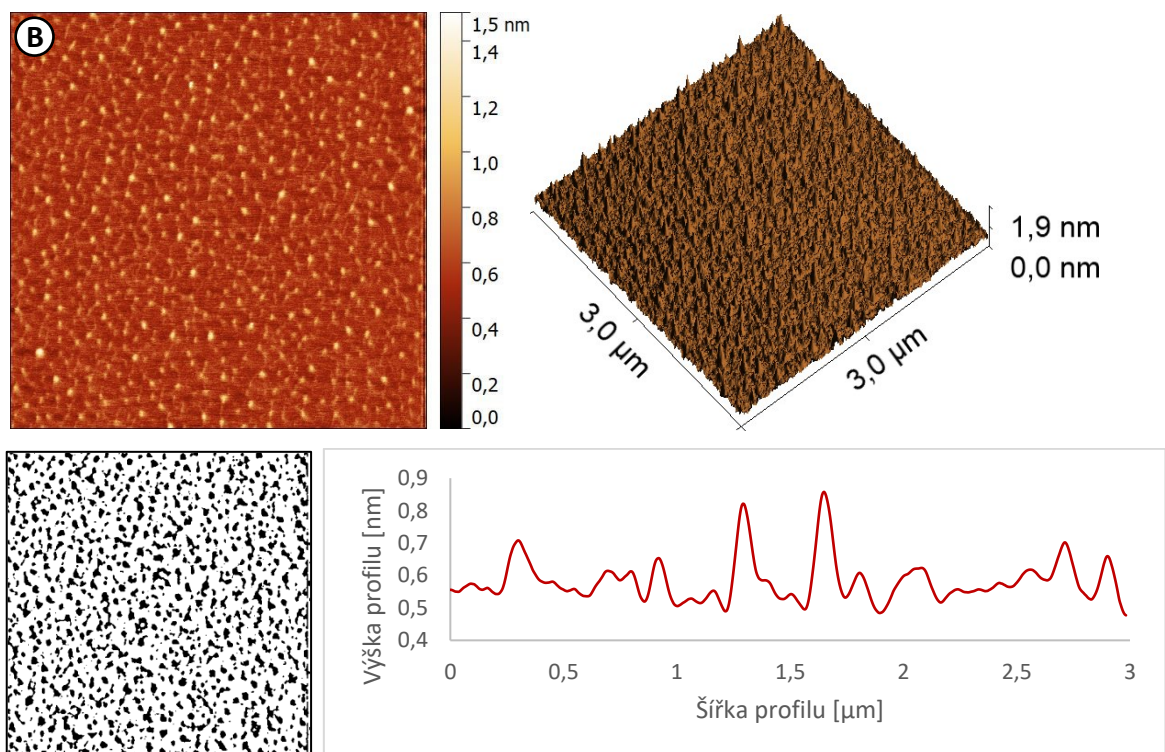 B
1,5 nm
1,4
1,2
1,0
0,8
0,6
0,4
0,2
0,0
1,9 nm
0,0 nm
3,0 µm
3,0 µm
Výška profilu [nm]
0,9
0,8
0,7
0,6
0,5
0,4
0
0,5
1
1,5
2
2,5
3
Šířka profilu [µm]